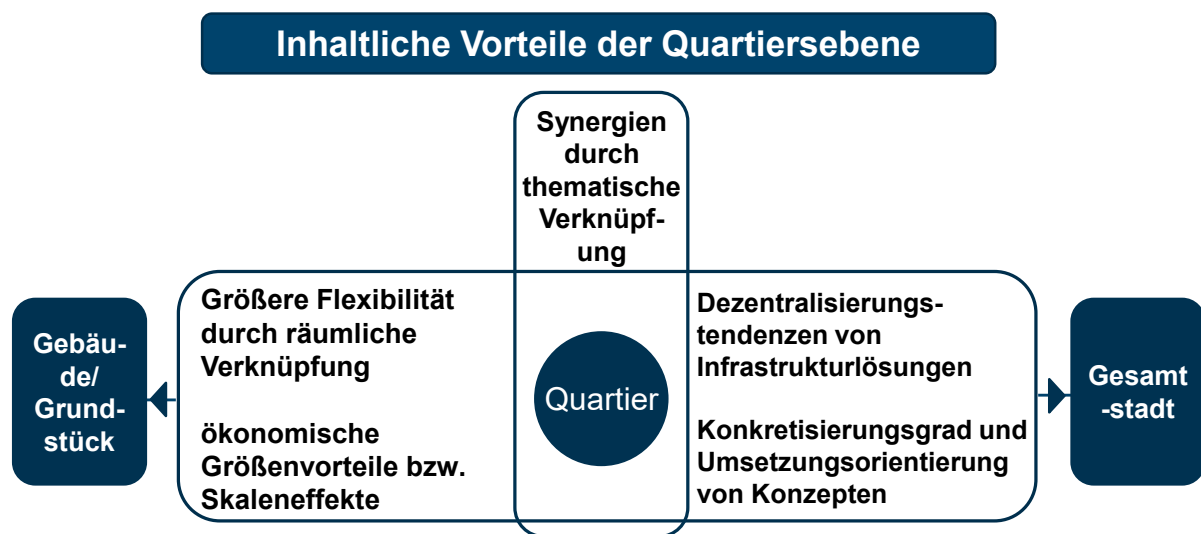 Inhaltliche Vorteile der Quartiersebene
Synergien
durch
thematische
Verknüpf-
ung
Gebäu-
de/
Grund-
stück
Größere Flexibilität
durch räumliche
Verknüpfung
ökonomische
Größenvorteile bzw.
Skaleneffekte
Quartier
Dezentralisierungs-
tendenzen von
Infrastrukturlösungen
Konkretisierungsgrad und
Umsetzungsorientierung
von Konzepten
Gesamt
-stadt